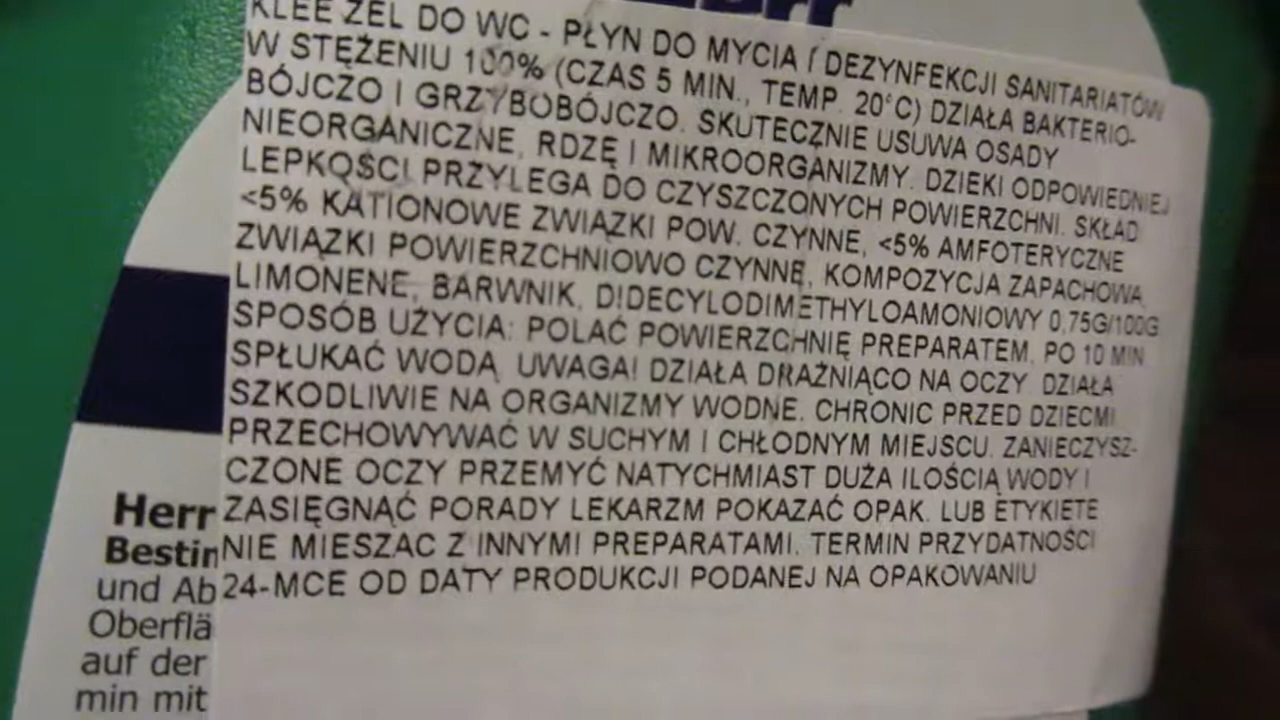 KLEE ŻEL DO WC - PŁYN DO MYCIA I DEZYNFEKCJI SANITARIATÓW
W STĘŻENIU 100% (CZAS 5 MIN., TEMP. 20°C) DZIAŁA BAKTERIO-
BÓJCZO I GRZYBOBÓJCZO. SKUTECZNIE USUWA OSADY
NIEORGANICZNE, RDZĘ I MIKROORGANIZMY. DZIEKI ODPOWIEDNIEJ
LEPKOŚCI PRZYLEGA DO CZYSZCZONYCH POWIERZCHNI. SKŁAD
<5% KATIONOWE ZWIĄZKI POW. CZYNNE, <5% AMFOTERYCZNE
ZWIĄZKI POWIERZCHNIOWO CZYNNE, KOMPOZYCJA ZAPACHOWA,
LIMONENE, BARWNIK, DIDECYLODIMETHYLOAMONIOWY 0,75G/100G
SPOSÓB UŻYCIA: POLAĆ POWIERZCHNIĘ PREPARATEM. PO 10 MIN
SPŁUKAĆ WODĄ. UWAGA! DZIAŁA DRAŻNIĄCO NA OCZY DZIAŁA
SZKODLIWIE NA ORGANIZMY WODNE. CHRONIC PRZED DZIECMI
PRZECHOWYWAĆ W SUCHYM I CHŁODNYM MIEJSCU. ZANIECZYSZ-
CZONE OCZY PRZEMYĆ NATYCHMIAST DUŻA ILOŚCIĄ WODY I
ZASIĘGNĄĆ PORADY LEKARZM POKAZAĆ OPAK. LUB ETYKIETE
NIE MIESZAC Z INNYMI PREPARATAMI. TERMIN PRZYDATNOŚCI
24-MCE OD DATY PRODUKCJI PODANEJ NA OPAKOWANIU
Herr
Bestin
und Ab
Oberflä
auf der
min mit